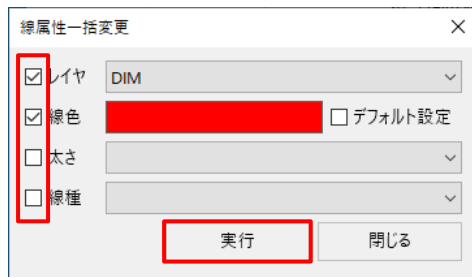 線属性一括変更
レイヤ DIM
線色 デフォルト設定
太さ
線種
実行 閉じる